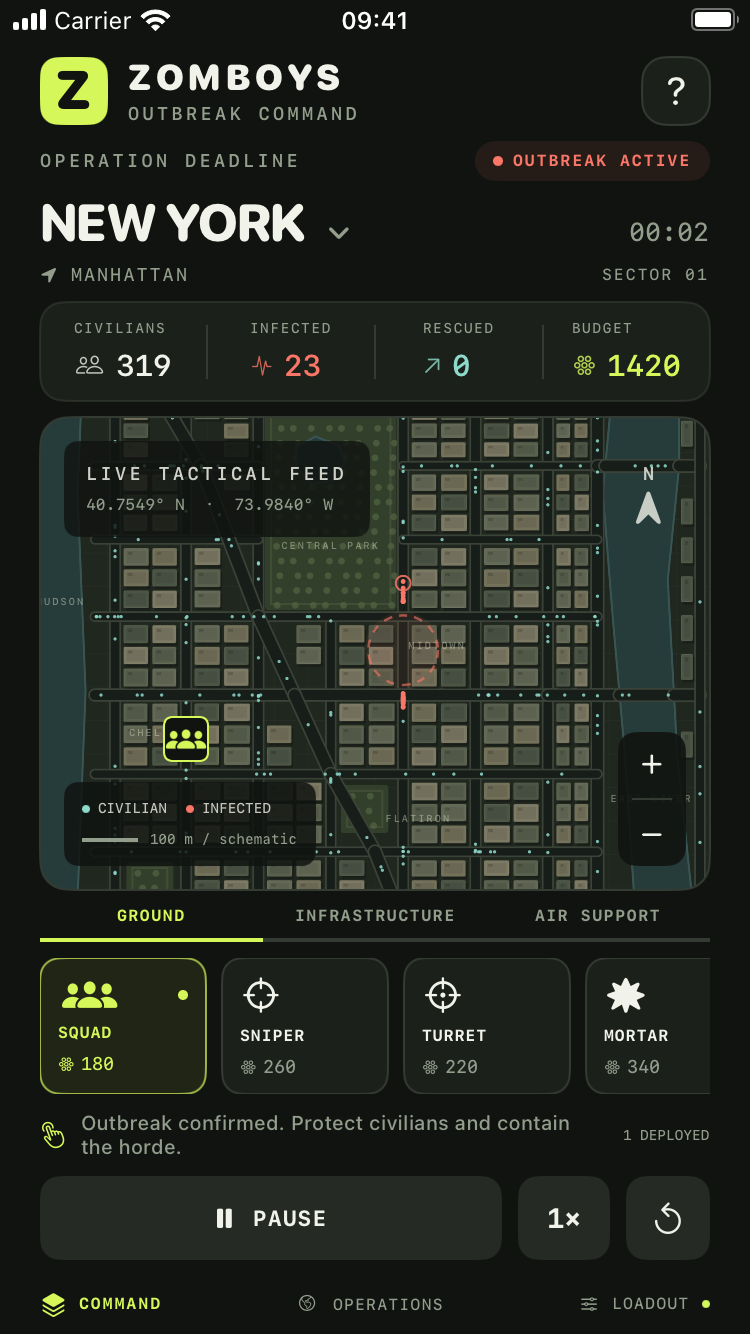 Carrier 09:41
Z ZOMBOYS
OUTBREAK COMMAND
?
OPERATION DEADLINE
OUTBREAK ACTIVE
NEW YORK
00:02
MANHATTAN
SECTOR 01
CIVILIANS INFECTED RESCUED BUDGET
319 23 0 1420
LIVE TACTICAL FEED
40.7549° N · 73.9840° W
N
CENTRAL PARK
UDSON
MIDTOWN
CHEL
+
−
CIVILIAN INFECTED
100 m / schematic
FLATIRON
GROUND INFRASTRUCTURE AIR SUPPORT
SQUAD SNIPER TURRET MORTAR
180 260 220 340
Outbreak confirmed. Protect civilians and contain
the horde.
1 DEPLOYED
PAUSE 1×
COMMAND OPERATIONS LOADOUT